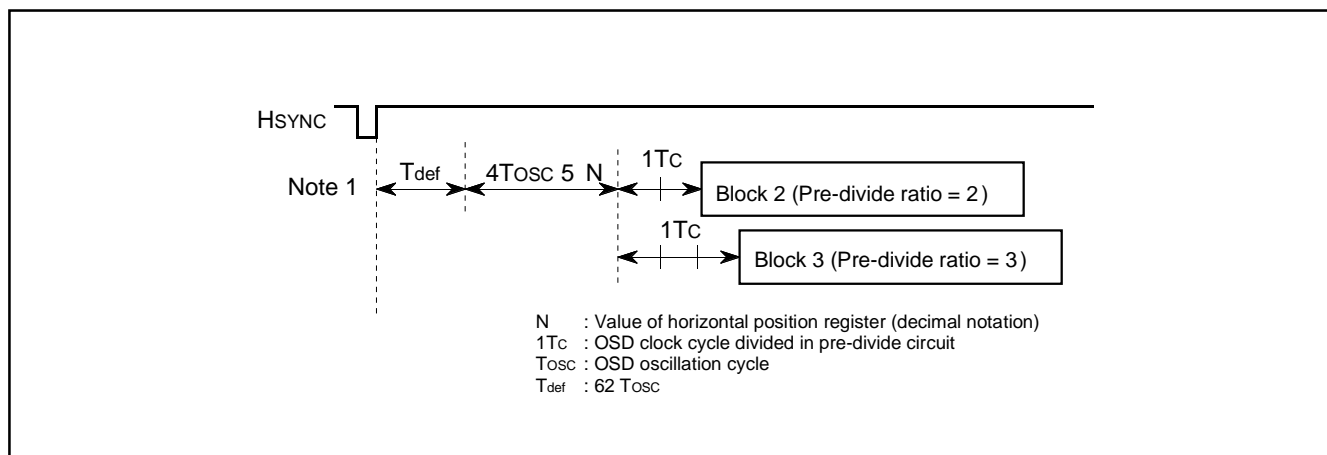 HSYNC
1TC
Note 1 Tdef 4TOSC 5 N
Block 2 (Pre-divide ratio = 2)
1TC
Block 3 (Pre-divide ratio = 3)
N : Value of horizontal position register (decimal notation)
1TC : OSD clock cycle divided in pre-divide circuit
TOSC : OSD oscillation cycle
Tdef : 62 TOSC